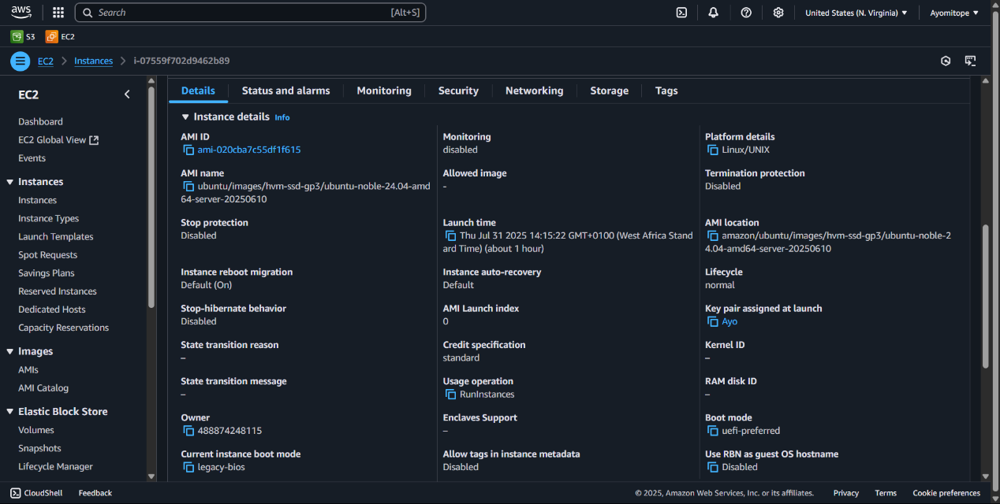 aws
Search [Alt+S]
United States (N. Virginia) ▼
Ayomitope ▼
S3
EC2
EC2 > Instances > i-07559f702d9462b89
EC2
Dashboard
EC2 Global View
Events
Instances
Instances
Instance Types
Launch Templates
Spot Requests
Savings Plans
Reserved Instances
Dedicated Hosts
Capacity Reservations
Images
AMIs
AMI Catalog
Elastic Block Store
Volumes
Snapshots
Lifecycle Manager
Details
Status and alarms
Monitoring
Security
Networking
Storage
Tags
▼ Instance details Info
AMI ID
ami-020cba7c55df1f615
Monitoring
disabled
Platform details
Linux/UNIX
AMI name
ubuntu/images/hvm-ssd-gp3/ubuntu-noble-24.04-amd
64-server-20250610
Allowed image
-
Termination protection
Disabled
Stop protection
Disabled
Launch time
Thu Jul 31 2025 14:15:22 GMT+0100 (West Africa Stand
ard Time) (about 1 hour)
AMI location
amazon/ubuntu/images/hvm-ssd-gp3/ubuntu-noble-2
4.04-amd64-server-20250610
Instance reboot migration
Default (On)
Instance auto-recovery
Default
Lifecycle
normal
Stop-hibernate behavior
Disabled
AMI Launch index
0
Key pair assigned at launch
Ayo
State transition reason
–
Credit specification
standard
Kernel ID
–
State transition message
–
Usage operation
RunInstances
RAM disk ID
–
Owner
488874248115
Enclaves Support
–
Boot mode
uefi-preferred
Current instance boot mode
legacy-bios
Allow tags in instance metadata
Disabled
Use RBN as guest OS hostname
Disabled
CloudShell
Feedback
© 2025, Amazon Web Services, Inc. or its affiliates.
Privacy
Terms
Cookie preferences